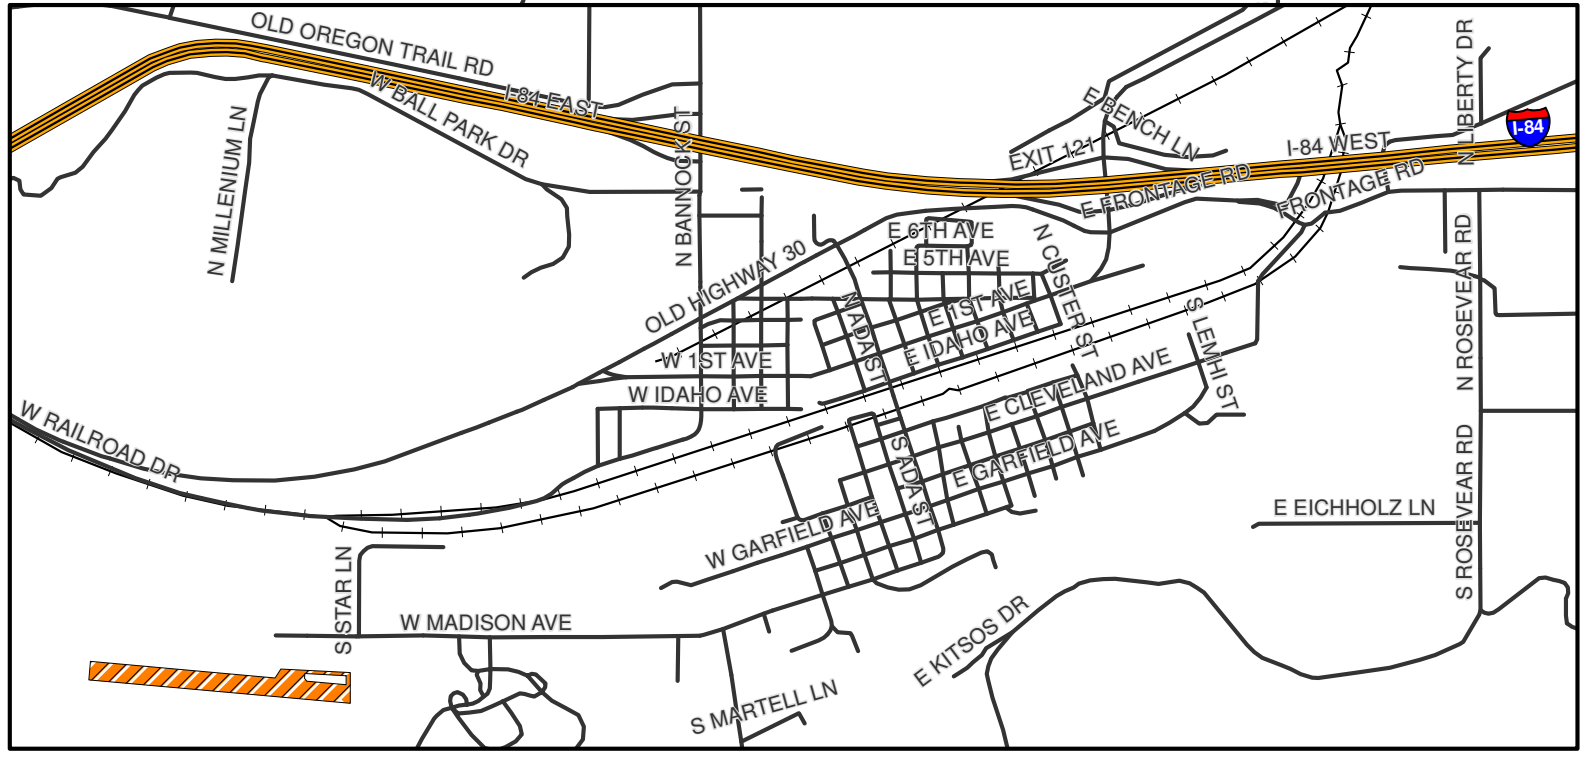 OLD OREGON TRAIL RD
N LIBERTY DR
W BALL PARK DR
I-84 EAST
E BENCH LN
I-84
N MILLENIUM LN
N BANNOCK ST
EXIT 121
I-84 WEST
E FRONTAGE RD
FRONTAGE RD
E 6TH AVE
E 5TH AVE
N CUSTER ST
OLD HIGHWAY 30
N ADA ST
E 1ST AVE
E IDAHO AVE
S LEMHI ST
N ROSEVEAR RD
W 1ST AVE
W IDAHO AVE
E CLEVELAND AVE
W RAILROAD DR
S ADA ST
E GARFIELD AVE
W GARFIELD AVE
E EICHHOLZ LN
S ROSEVEAR RD
S STAR LN
W MADISON AVE
E KITSOS DR
S MARTELL LN